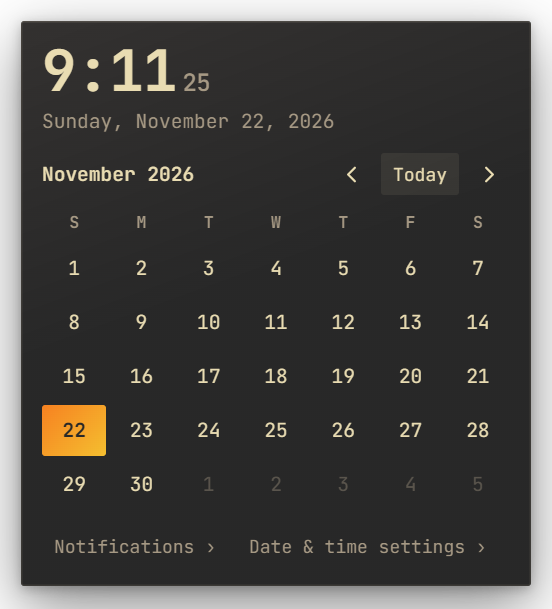 9:11 25
Sunday, November 22, 2026
November 2026 ‹ Today ›
S M T W T F S
1 2 3 4 5 6 7
8 9 10 11 12 13 14
15 16 17 18 19 20 21
22 23 24 25 26 27 28
29 30 1 2 3 4 5
Notifications › Date & time settings ›